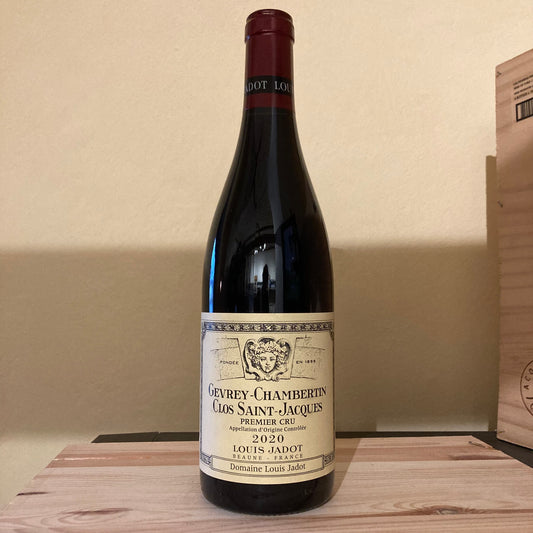 JADOT LOUIS
FONDÉE EN 1859
GEVREY-CHAMBERTIN
CLOS SAINT-JACQUES
PREMIER CRU
Appellation d'Origine Contrôlée
2020
LOUIS JADOT
BEAUNE - FRANCE
Domaine Louis Jadot